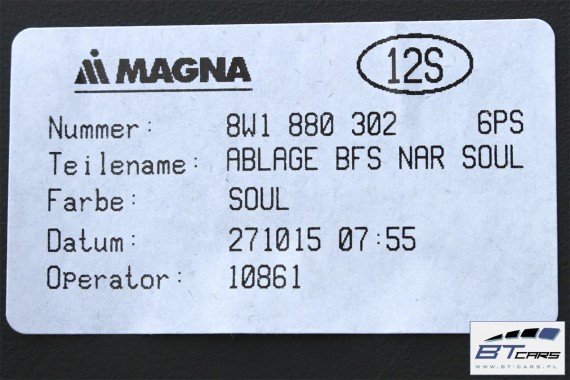 MAGNA 12S
Nummer: 8W1 880 302 6PS
Teilename: ABLAGE BFS NAR SOUL
Farbe: SOUL
Datum: 271015 07:55
Operator: 10861
BTCARS
WWW.BT-CARS.PL